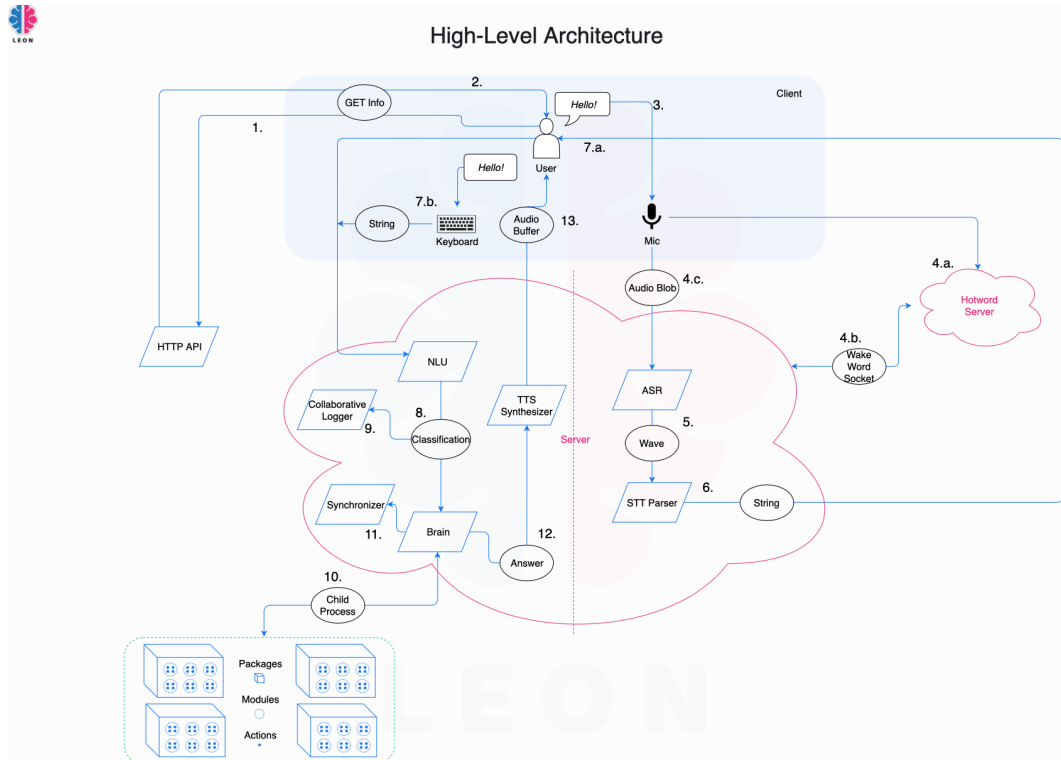 LEON
High-Level Architecture
Client
2.
GET Info
Hello!
3.
1.
7.a.
User
Hello!
7.b.
String
Keyboard
Audio
Buffer
13.
Mic
4.a.
Hotword
Server
Audio Blob
4.c.
4.b.
Wake
Word
Socket
HTTP API
NLU
ASR
Collaborative
Logger
8.
9.
Classification
TTS
Synthesizer
Server
5.
Wave
Synchronizer
11.
Brain
12.
Answer
STT Parser
6.
String
10.
Child
Process
Packages
Modules
Actions
LEON